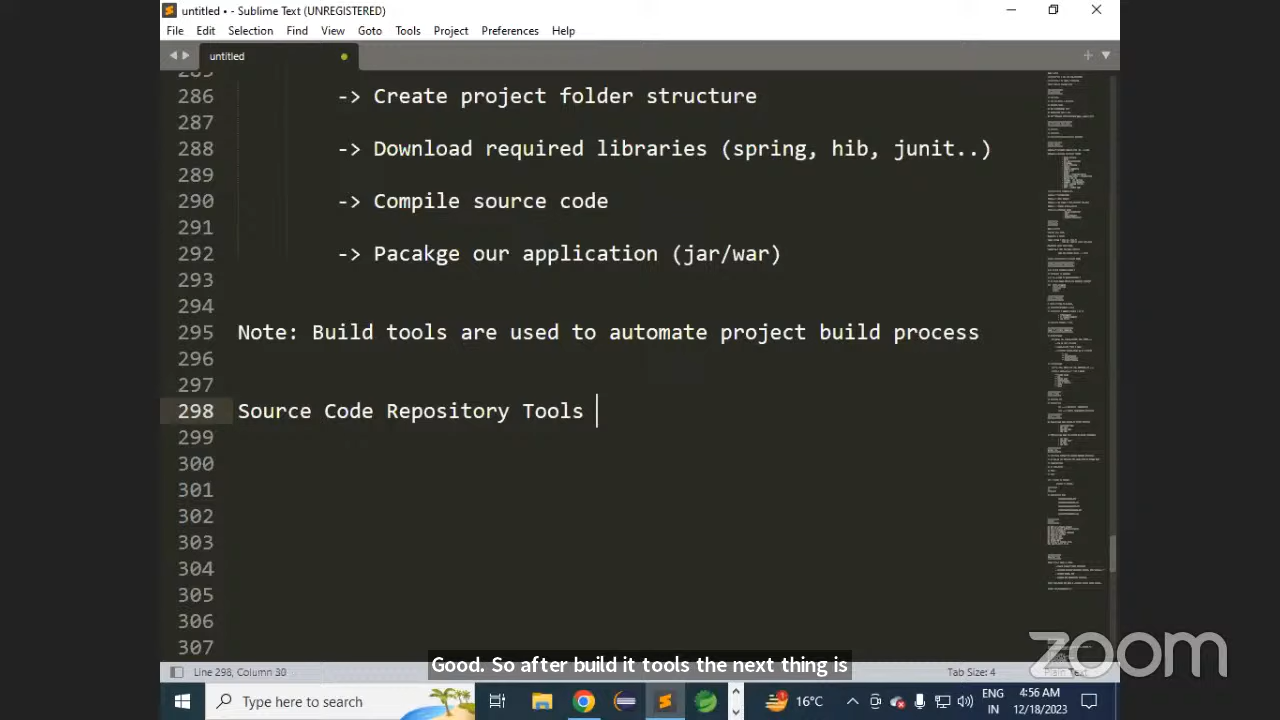 untitled • - Sublime Text (UNREGISTERED)
File Edit Selection Find View Goto Tools Project Preferences Help
untitled
286 -> Create project folder structure
287
288 -> Download required libraries (spring, hib, junit..)
289
290 -> Compile source code
291
292 -> Pacakge our application (jar/war)
293
294
295 Note: Build tools are used to automate project build process
296
297
298 Source Code Repository Tools
299
300
301
302
303
304
305
306
307
zoom
Good. So after build it tools the next thing is
Line 298, Column 30 Tab Size: 4 Plain Text
Type here to search 16°C ENG IN 4:56 AM 12/18/2023